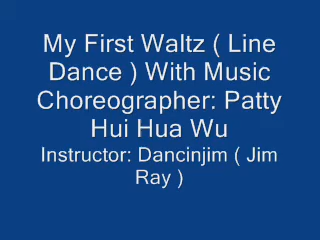 My First Waltz ( Line
Dance ) With Music
Choreographer: Patty
Hui Hua Wu
Instructor: Dancinjim ( Jim
Ray )